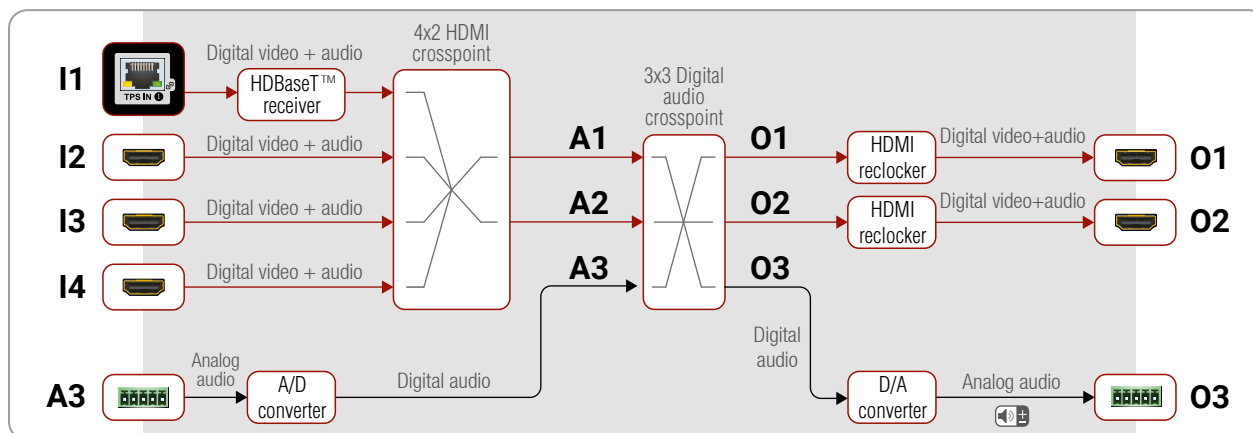 4x2 HDMI
crosspoint
I1
TPS IN 1
Digital video + audio
HDBaseT™
receiver
3x3 Digital
audio
crosspoint
I2
Digital video + audio
A1
O1
HDMI
reclocker
Digital video+audio
O1
I3
Digital video + audio
A2
O2
HDMI
reclocker
Digital video+audio
O2
I4
Digital video + audio
A3
O3
A3
Analog
audio
A/D
converter
Digital audio
Digital
audio
D/A
converter
Analog audio
O3